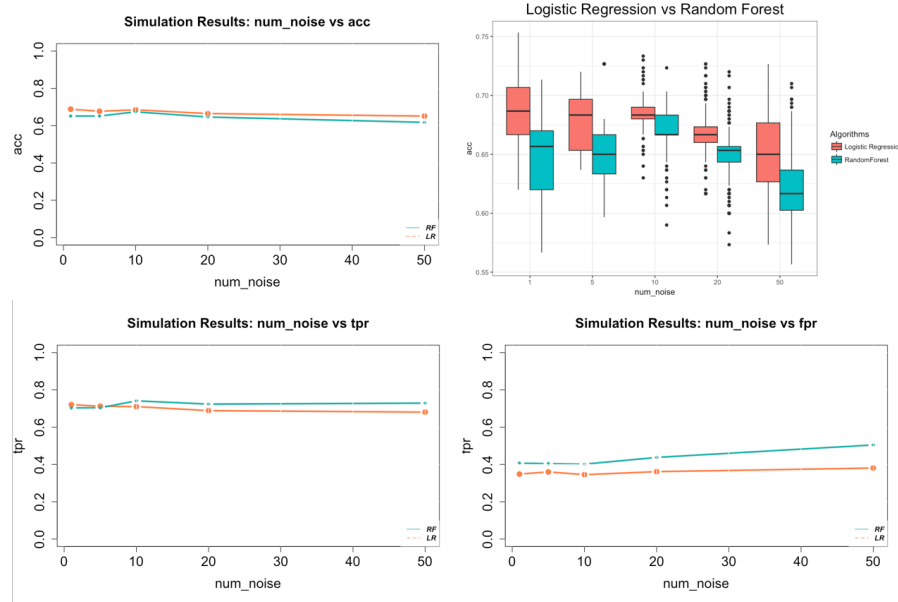 Simulation Results: num_noise vs acc
1.0
0.8
0.6
0.4
0.2
0.0
acc
RF
LR
0 10 20 30 40 50
num_noise
Logistic Regression vs Random Forest
0.75
0.70
0.65
0.60
0.55
acc
1 5 10 20 50
num_noise
Algorithms
Logistic Regressic
RandomForest
Simulation Results: num_noise vs tpr
1.0
0.8
0.6
0.4
0.2
0.0
tpr
RF
LR
0 10 20 30 40 50
num_noise
Simulation Results: num_noise vs fpr
1.0
0.8
0.6
0.4
0.2
0.0
fpr
RF
LR
0 10 20 30 40 50
num_noise